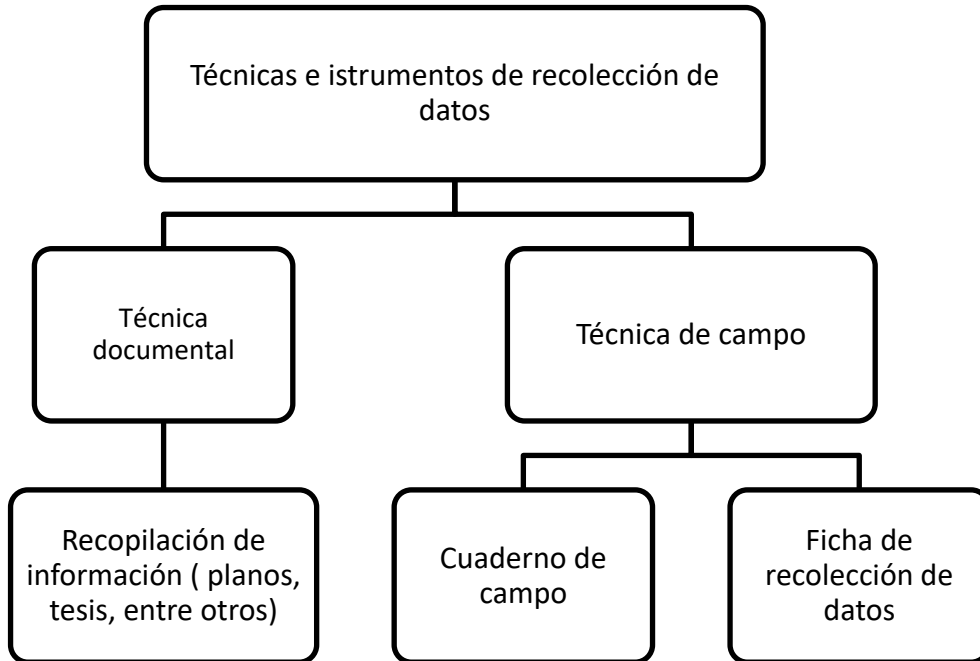 Técnicas e istrumentos de recolección de
datos
Técnica
documental
Técnica de campo
Recopilación de
información ( planos,
tesis, entre otros)
Cuaderno de
campo
Ficha de
recolección de
datos